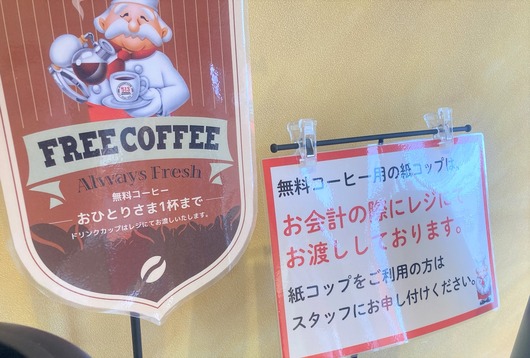 FREE COFFEE
Always Fresh
無料コーヒー
おひとりさま1杯まで
ドリンクカップはレジにてお渡しいたします。
無料コーヒー用の紙コップは、
お会計の際にレジにて
お渡ししております。
紙コップをご利用の方は
スタッフにお申し付けください。